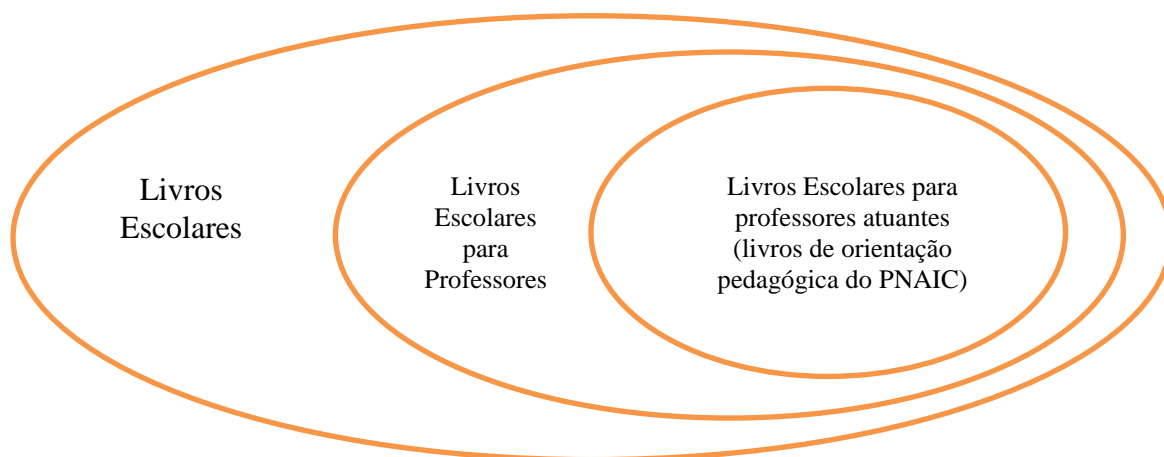 Livros
Escolares
Livros
Escolares
para
Professores
Livros Escolares para
professores atuantes
(livros de orientação
pedagógica do PNAIC)